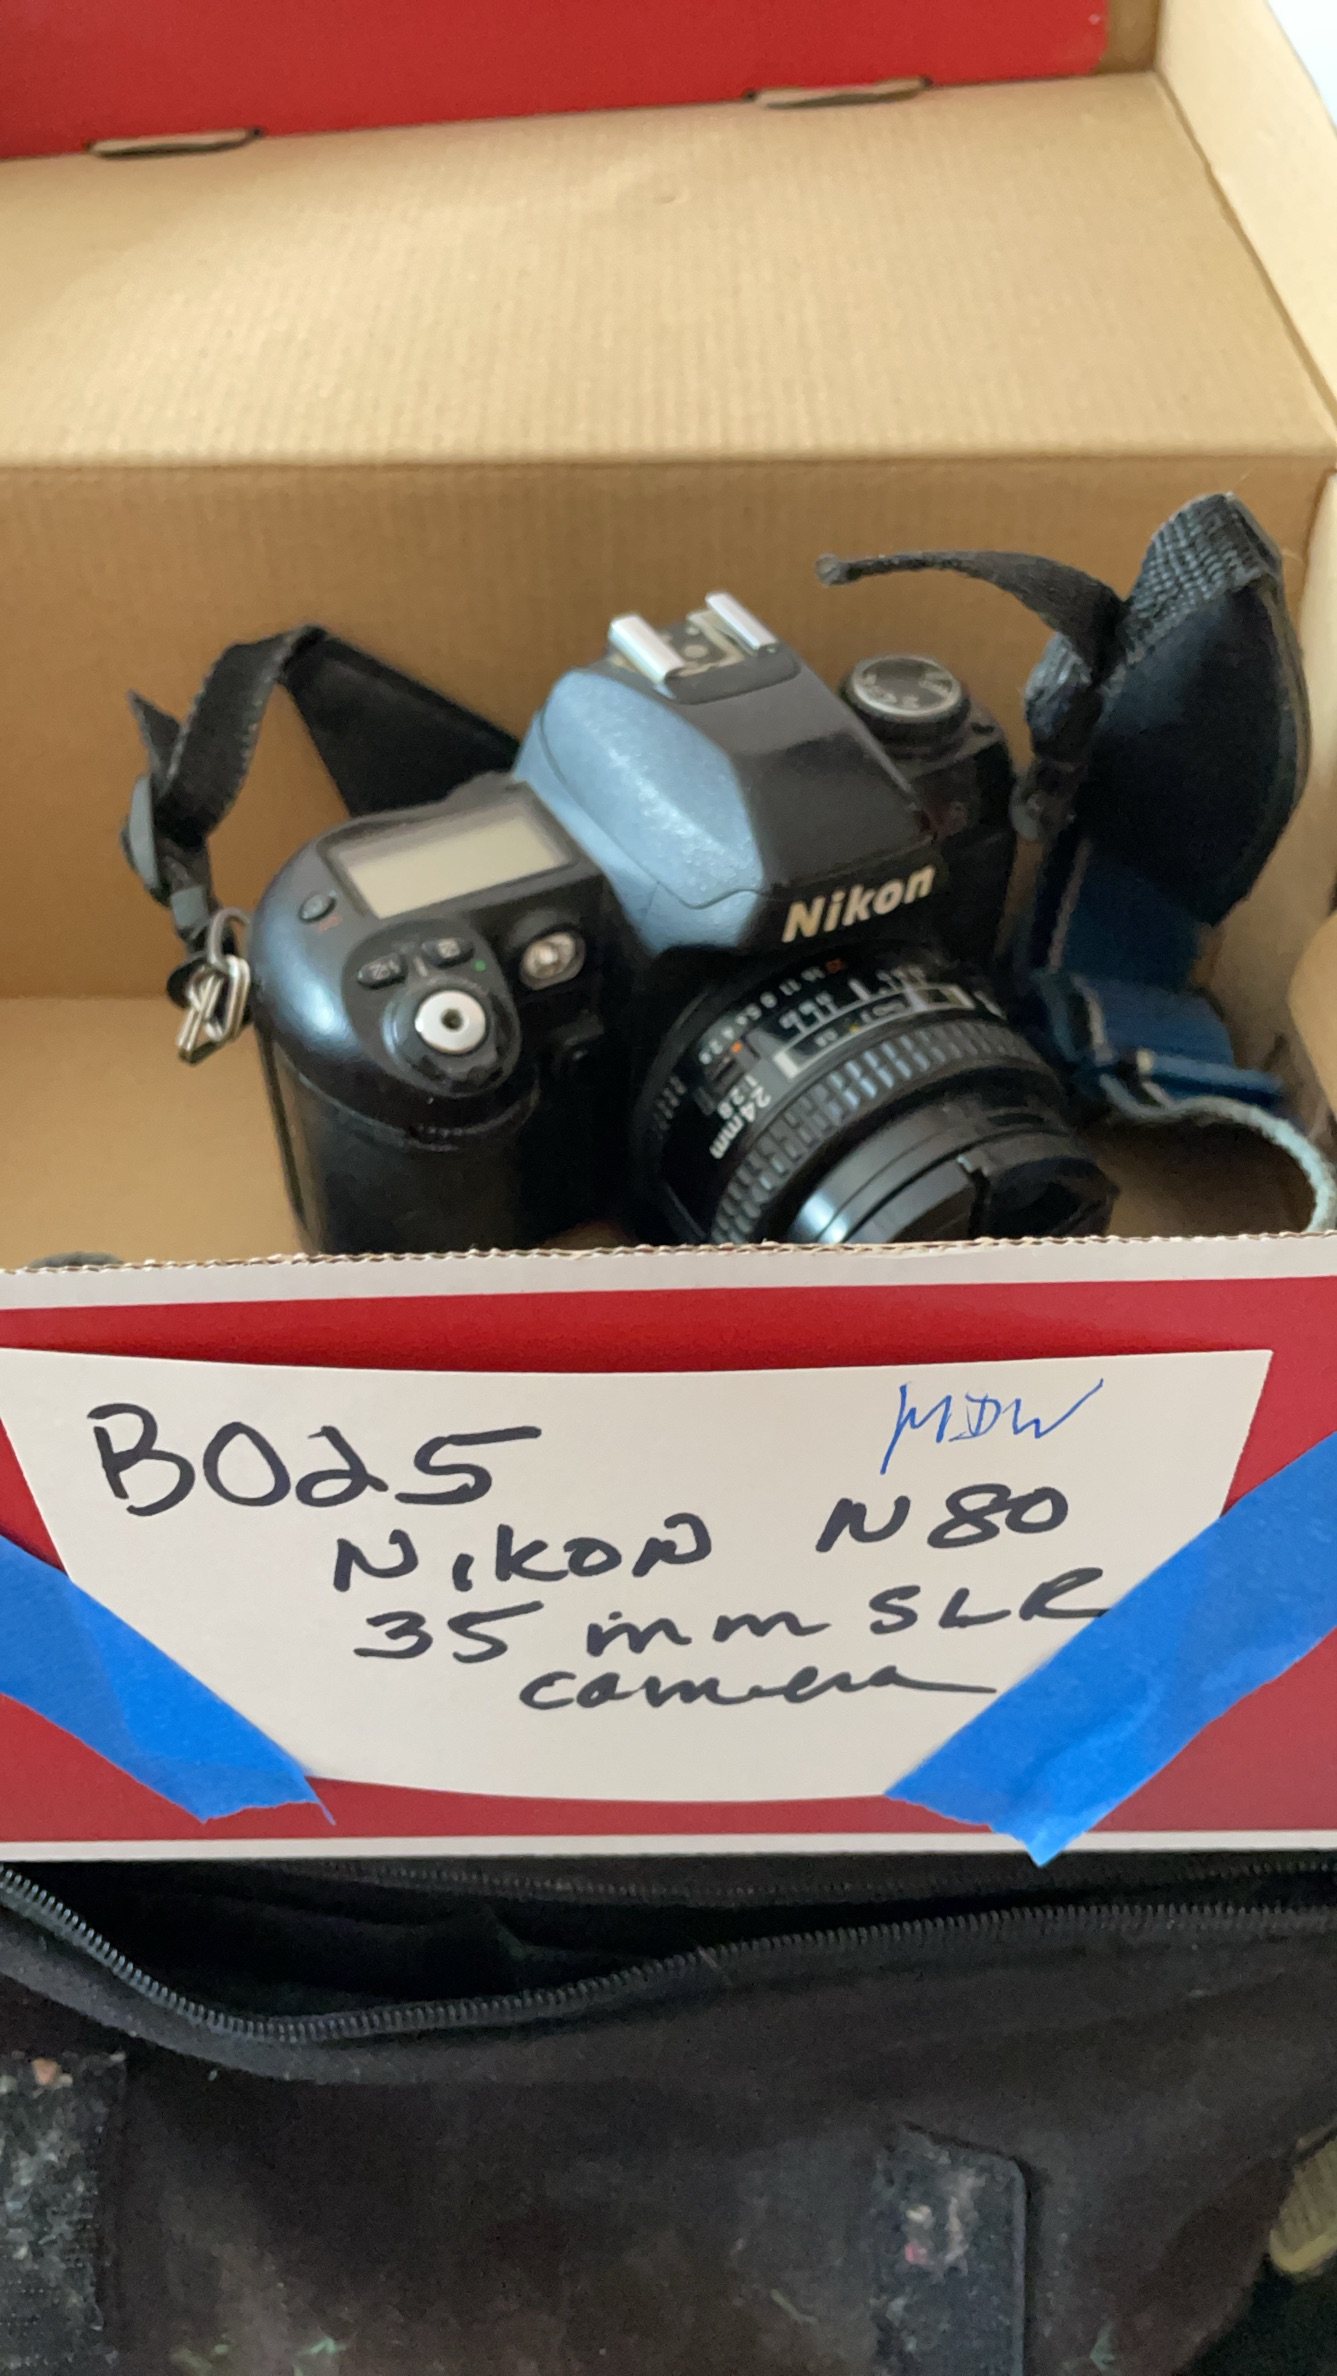 Nikon
24mm
1:2.8
B025
MDW
NIKON N80
35 mm SLR
camera